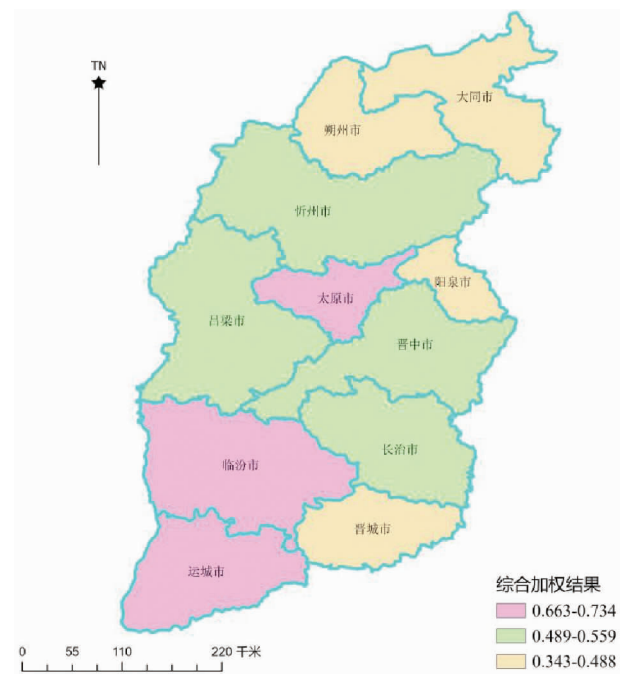 TN
大同市
朔州市
忻州市
阳泉市
太原市
吕梁市
晋中市
长治市
临汾市
晋城市
运城市
综合加权结果
0.663-0.734
0.489-0.559
0.343-0.488
0 55 110 220 千米